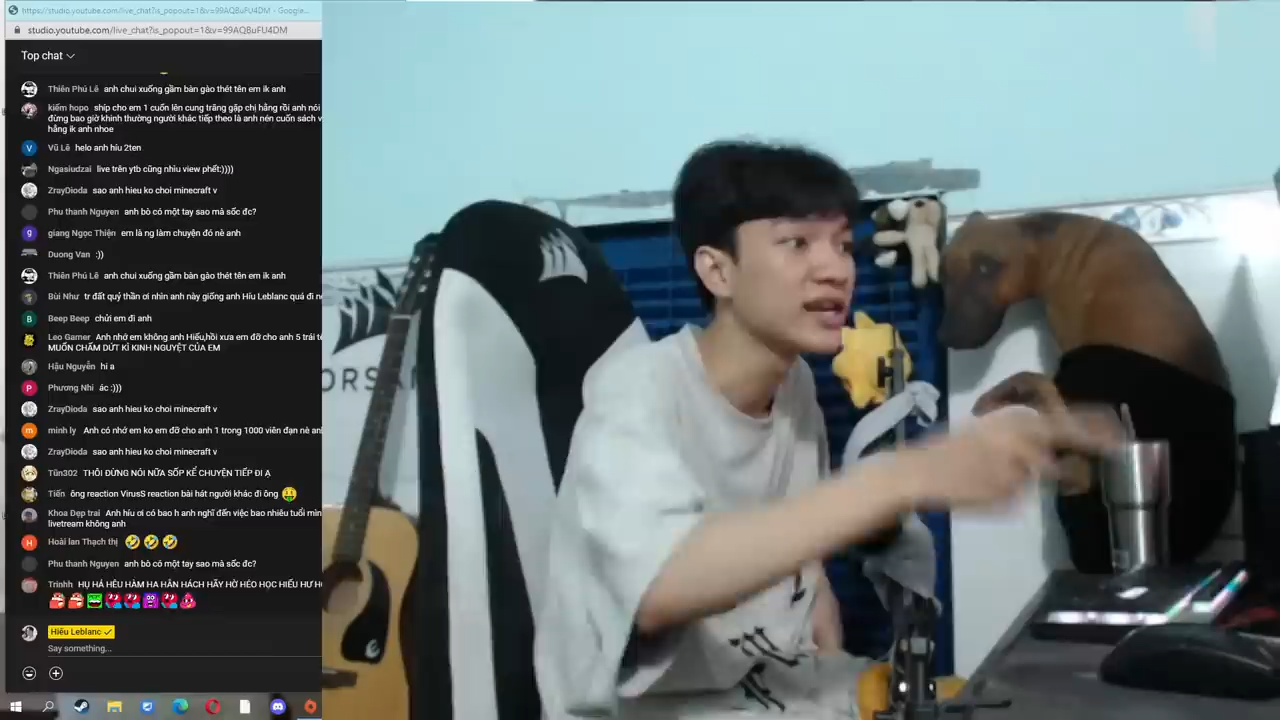 https://studio.youtube.com/live_chat?is_popout=1&v=99AQBuFU4DM - Google...
studio.youtube.com/live_chat?is_popout=1&v=99AQBuFU4DM
Top chat
Thiên Phú Lê anh chui xuống gầm bàn gào thét tên em ik anh
kiếm hopo ship cho em 1 cuốn lên cung trăng gặp chị hằng rồi anh nói
đừng bao giờ khinh thường người khác tiếp theo là anh nén cuốn sách v
hằng ik anh nhoe
V Vũ Lê helo anh híu 2ten
Ngasiudzai live trên ytb cũng nhìu view phết:))))
ZrayDioda sao anh hieu ko choi minecraft v
Phu thanh Nguyen anh bò có một tay sao mà sốc đc?
g giang Ngọc Thiện em là ng làm chuyện đó nè anh
Duong Van :))
Thiên Phú Lê anh chui xuống gầm bàn gào thét tên em ik anh
Bùi Như tr đất quỷ thần ơi nhìn anh này giống anh Híu Leblanc quá đi
B Beep Beep chửi em đi anh
Leo Gamer Anh nhớ em không anh Hiếu,hồi xưa em đỡ cho anh 5 trái
MUỐN CHẤM DỨT KÌ KINH NGUYỆT CỦA EM
Hậu Nguyễn hi a
P Phương Nhi ác :)))
ZrayDioda sao anh hieu ko choi minecraft v
m minh ly Anh có nhớ em ko em đỡ cho anh 1 trong 1000 viên đạn nè
ZrayDioda sao anh hieu ko choi minecraft v
Tũn302 THÔI ĐỪNG NÓI NỮA SỐP KỂ CHUYỆN TIẾP ĐI Ạ
Tiến ông reaction VirusS reaction bài hát người khác đi ông
Khoa Đẹp trai Anh híu ơi có bao h anh nghĩ đến việc bao nhiêu tuổi
livetream không anh
H Hoài lan Thạch thị
Phu thanh Nguyen anh bò có một tay sao mà sốc đc?
Trinhh HỤ HÁ HÊU HÀM HA HĂN HÁCH HÃY HỜ HÉO HỌC HIẾU HƯ
Hiếu Leblanc
Say something...